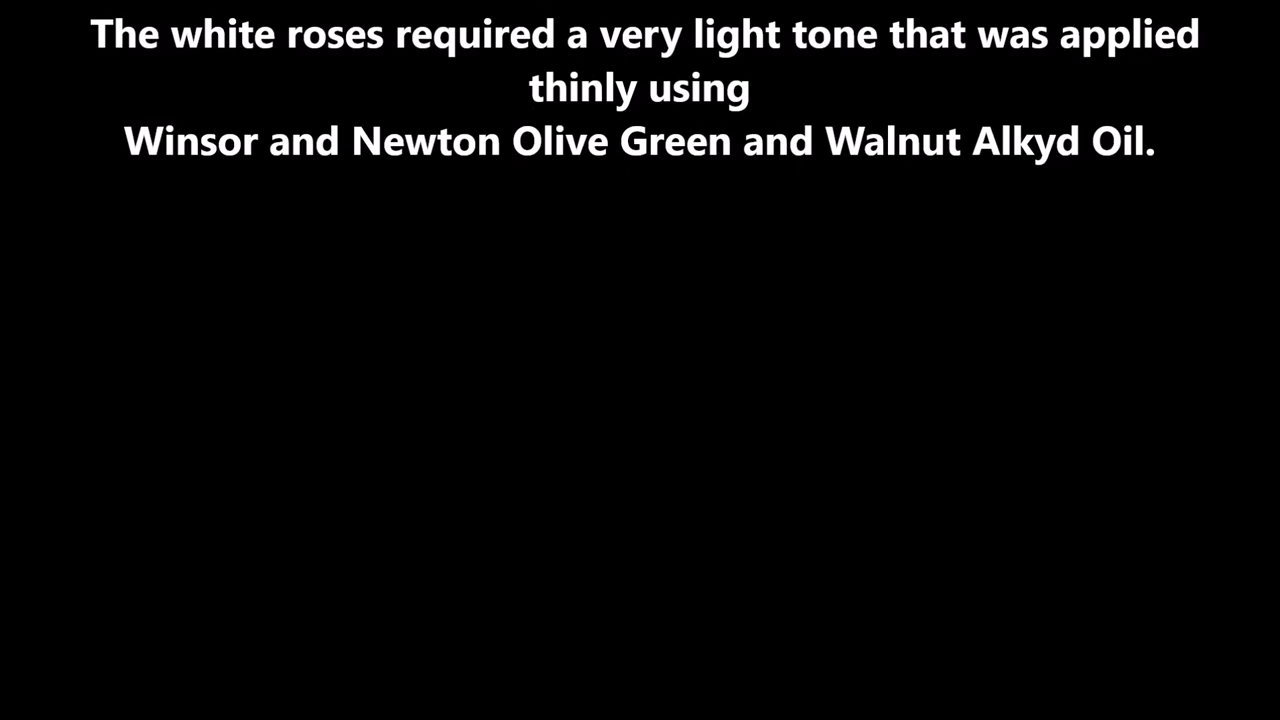 The white roses required a very light tone that was applied
thinly using
Winsor and Newton Olive Green and Walnut Alkyd Oil.